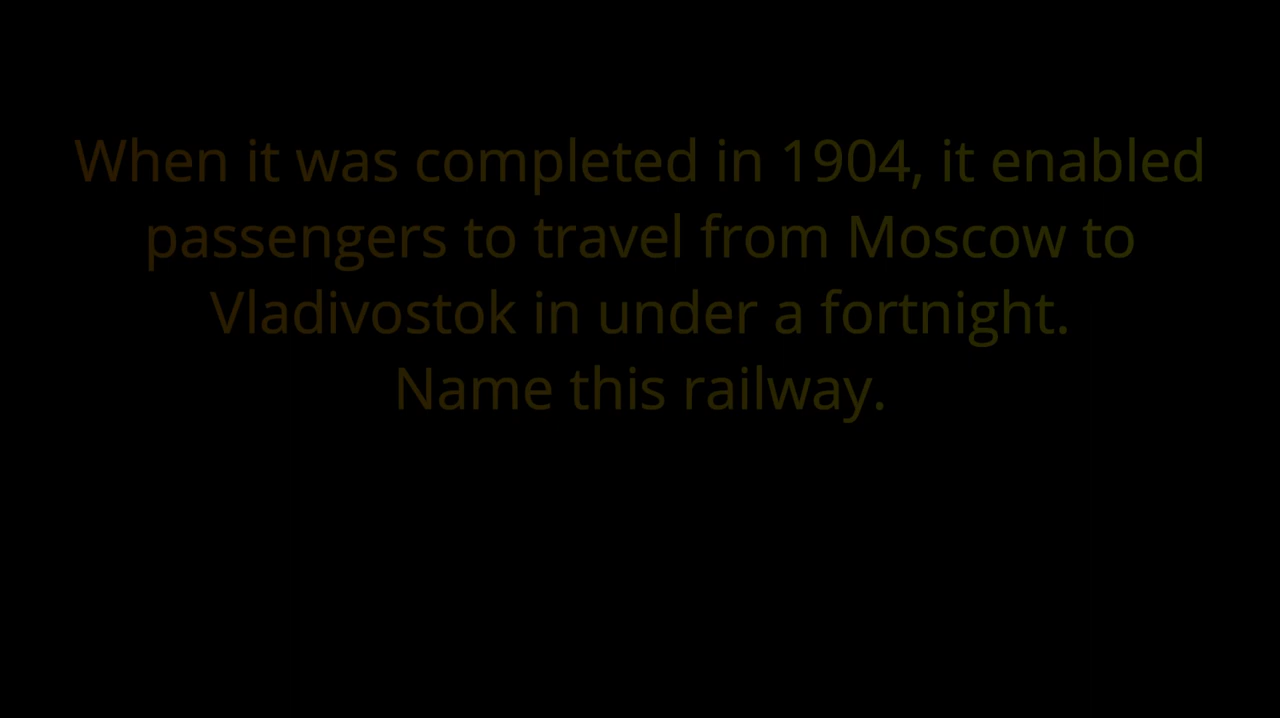 When it was completed in 1904, it enabled
passengers to travel from Moscow to
Vladivostok in under a fortnight.
Name this railway.